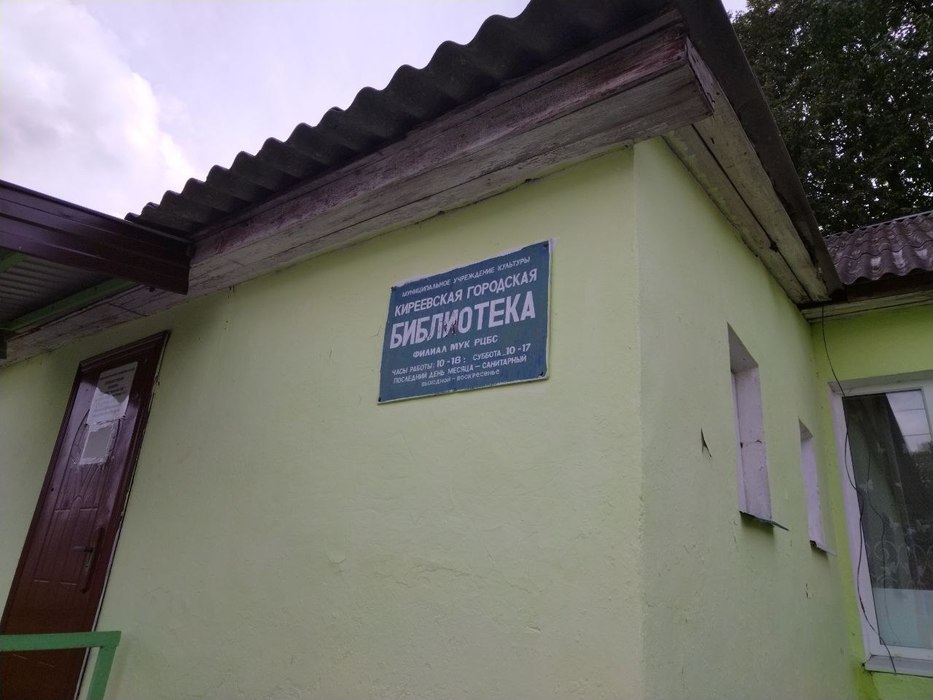 МУНИЦИПАЛЬНОЕ УЧРЕЖДЕНИЕ КУЛЬТУРЫ
КИРЕЕВСКАЯ ГОРОДСКАЯ
БИБЛИОТЕКА
ФИЛИАЛ МУК РЦБС
ЧАСЫ РАБОТЫ: 10-18: СУББОТА 10-17
ПОСЛЕДНИЙ ДЕНЬ МЕСЯЦА - САНИТАРНЫЙ
ВЫХОДНОЙ - ВОСКРЕСЕНЬЕ